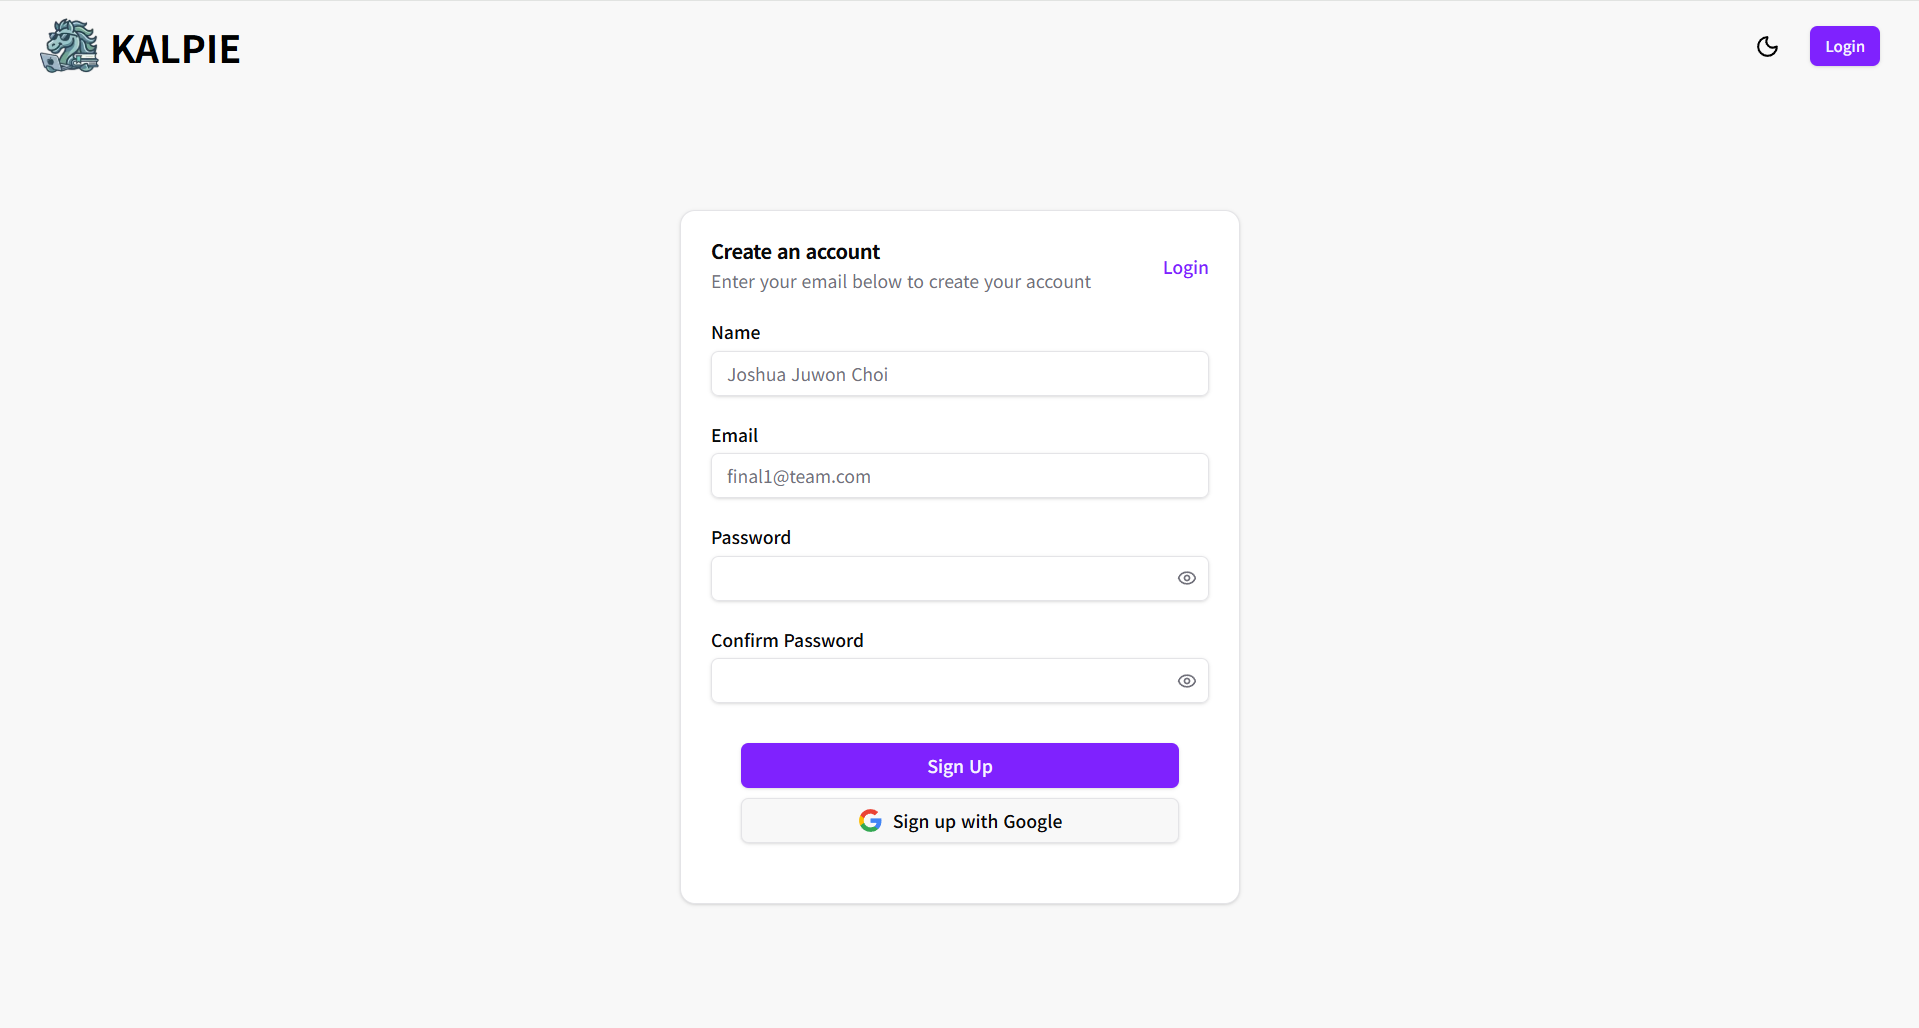 KALPIE
Login
Create an account
Enter your email below to create your account
Login
Name
Joshua Juwon Choi
Email
final1@team.com
Password
Confirm Password
Sign Up
Sign up with Google